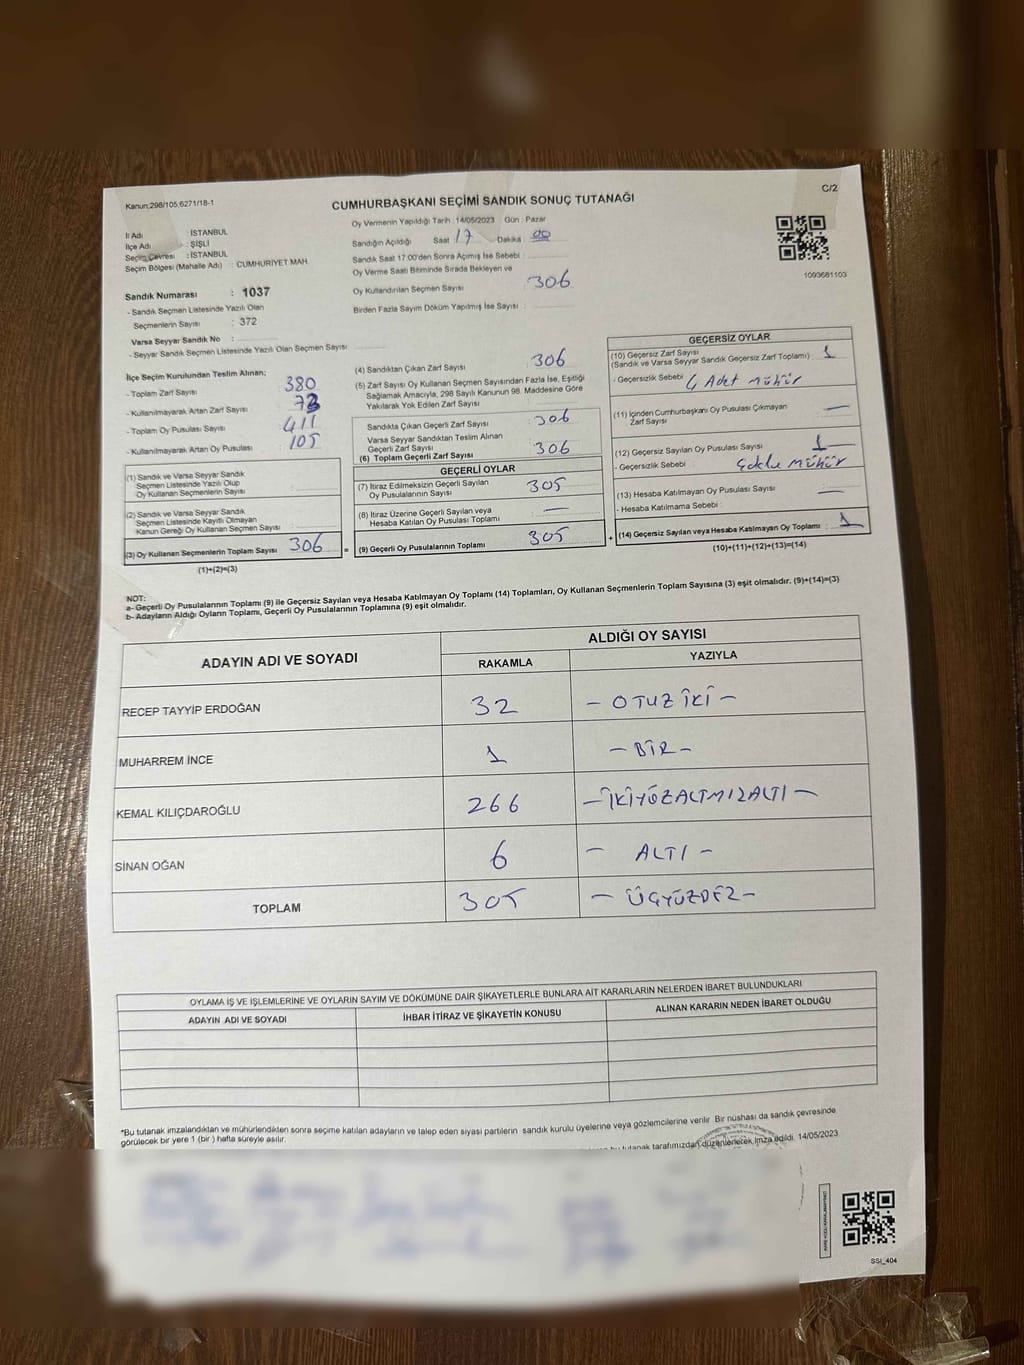 Kanun:298/105;6271/18-1
C/2
CUMHURBAŞKANI SEÇİMİ SANDIK SONUÇ TUTANAĞI
İl Adı : İSTANBUL
İlçe Adı : ŞİŞLİ
Seçim Çevresi : İSTANBUL
Seçim Bölgesi (Mahalle Adı) : CUMHURİYET MAH.
Sandık Numarası : 1037
- Sandık Seçmen Listesinde Yazılı Olan
Seçmenlerin Sayısı : 372
Varsa Seyyar Sandık No :
- Seyyar Sandık Seçmen Listesinde Yazılı Olan Seçmen Sayısı :
Oy Vermenin Yapıldığı Tarih : 14/05/2023 Gün : Pazar
Sandığın Açıldığı Saat 17 Dakika : 00
Sandık Saat 17:00'den Sonra Açılmış İse Sebebi :
Oy Verme Saati Bitiminde Sırada Bekleyen ve
Oy Kullandırılan Seçmen Sayısı : 306
Birden Fazla Sayım Döküm Yapılmış İse Sayısı :
1093681103
İlçe Seçim Kurulundan Teslim Alınan;
- Toplam Zarf Sayısı : 380
- Kullanılmayarak Artan Zarf Sayısı : 73
- Toplam Oy Pusulası Sayısı : 411
- Kullanılmayarak Artan Oy Pusulası : 105
(1) Sandık ve Varsa Seyyar Sandık
Seçmen Listesinde Yazılı Olup
Oy Kullanan Seçmenlerin Sayısı :
(2) Sandık ve Varsa Seyyar Sandık
Seçmen Listesinde Kayıtlı Olmayan
Kanun Gereği Oy Kullanan Seçmen Sayısı :
(3) Oy Kullanan Seçmenlerin Toplam Sayısı : 306
(1)+(2)=(3)
=
(4) Sandıktan Çıkan Zarf Sayısı : 306
(5) Zarf Sayısı Oy Kullanan Seçmen Sayısından Fazla İse, Eşitliği
Sağlamak Amacıyla, 298 Sayılı Kanunun 98. Maddesine Göre
Yakılarak Yok Edilen Zarf Sayısı :
Sandıkta Çıkan Geçerli Zarf Sayısı : 306
Varsa Seyyar Sandıktan Teslim Alınan
Geçerli Zarf Sayısı :
(6) Toplam Geçerli Zarf Sayısı : 306
GEÇERLİ OYLAR
(7) İtiraz Edilmeksizin Geçerli Sayılan
Oy Pusulalarının Sayısı : 305
(8) İtiraz Üzerine Geçerli Sayılan veya
Hesaba Katılan Oy Pusulası Toplamı : —
(9) Geçerli Oy Pusulalarının Toplamı : 305
+
GEÇERSİZ OYLAR
(10) Geçersiz Zarf Sayısı : 1
(Sandık ve Varsa Seyyar Sandık Geçersiz Zarf Toplamı)
- Geçersizlik Sebebi : 4 Adet mühür
(11) İçinden Cumhurbaşkanı Oy Pusulası Çıkmayan
Zarf Sayısı : —
(12) Geçersiz Sayılan Oy Pusulası Sayısı : 1
- Geçersizlik Sebebi : mühür
(13) Hesaba Katılmayan Oy Pusulası Sayısı : —
- Hesaba Katılmama Sebebi :
(14) Geçersiz Sayılan veya Hesaba Katılmayan Oy Toplamı : 1
(10)+(11)+(12)+(13)=(14)
NOT:
a- Geçerli Oy Pusulalarının Toplamı (9) ile Geçersiz Sayılan veya Hesaba Katılmayan Oy Toplamı (14) Toplamları, Oy Kullanan Seçmenlerin Toplam Sayısına (3) eşit olmalıdır. (9)+(14)=(3)
b- Adayların Aldığı Oyların Toplamı, Geçerli Oy Pusulalarının Toplamına (9) eşit olmalıdır.
ADAYIN ADI VE SOYADI
ALDIĞI OY SAYISI
RAKAMLA YAZIYLA
RECEP TAYYİP ERDOĞAN 32 - OTUZ İKİ -
MUHARREM İNCE 1 - BİR -
KEMAL KILIÇDAROĞLU 266 - İKİYÜZALTMIZALTI -
SİNAN OĞAN 6 - ALTI -
TOPLAM 305 - ÜÇYÜZBEŞ -
OYLAMA İŞ VE İŞLEMLERİNE VE OYLARIN SAYIM VE DÖKÜMÜNE DAİR ŞİKAYETLERLE BUNLARA AİT KARARLARIN NELERDEN İBARET BULUNDUKLARI
ADAYIN ADI VE SOYADI İHBAR İTİRAZ VE ŞİKAYETİN KONUSU ALINAN KARARIN NEDEN İBARET OLDUĞU
*Bu tutanak imzalandıktan ve mühürlendikten sonra seçime katılan adayların ve talep eden siyasi partilerin sandık kurulu üyelerine veya gözlemcilerine verilir. Bir nüshası da sandık çevresinde
görülecek bir yere 1 (bir ) hafta süreyle asılır.
bu tutanak tarafımızdan düzenlenerek imza edildi. 14/05/2023
SSI_404